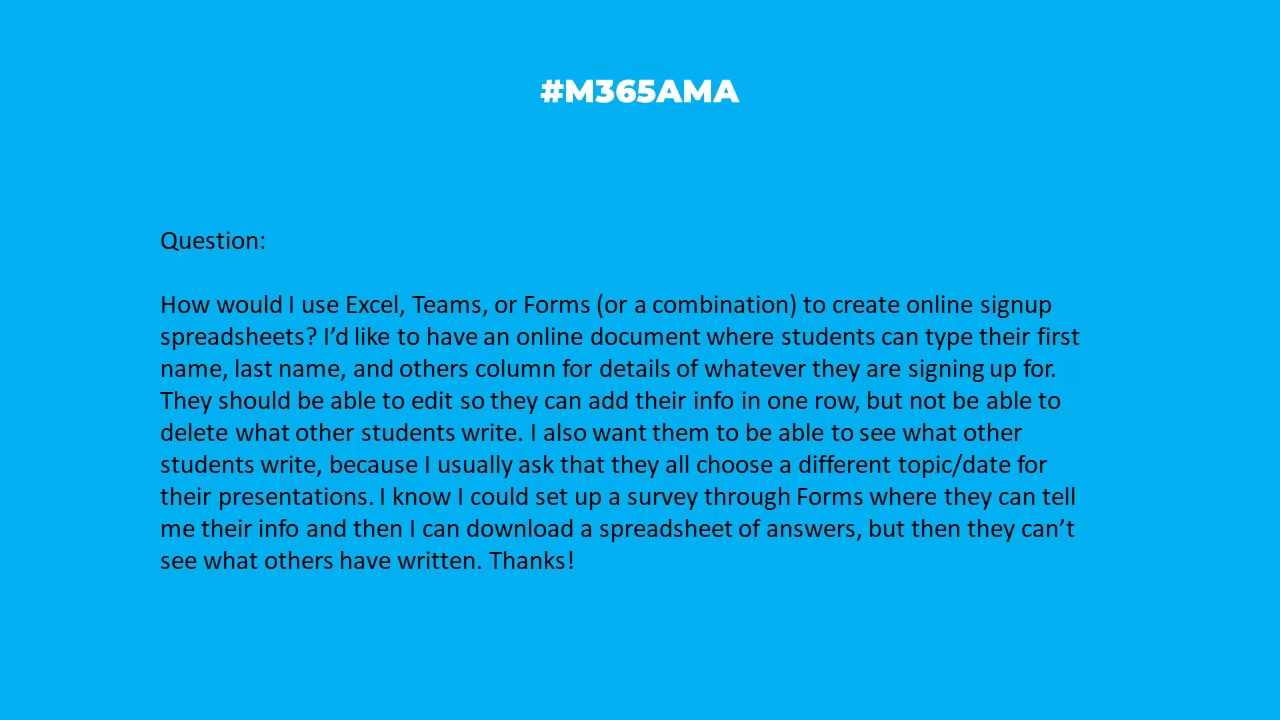 #M365AMA
Question:
How would I use Excel, Teams, or Forms (or a combination) to create online signup
spreadsheets? I’d like to have an online document where students can type their first
name, last name, and others column for details of whatever they are signing up for.
They should be able to edit so they can add their info in one row, but not be able to
delete what other students write. I also want them to be able to see what other
students write, because I usually ask that they all choose a different topic/date for
their presentations. I know I could set up a survey through Forms where they can tell
me their info and then I can download a spreadsheet of answers, but then they can’t
see what others have written. Thanks!